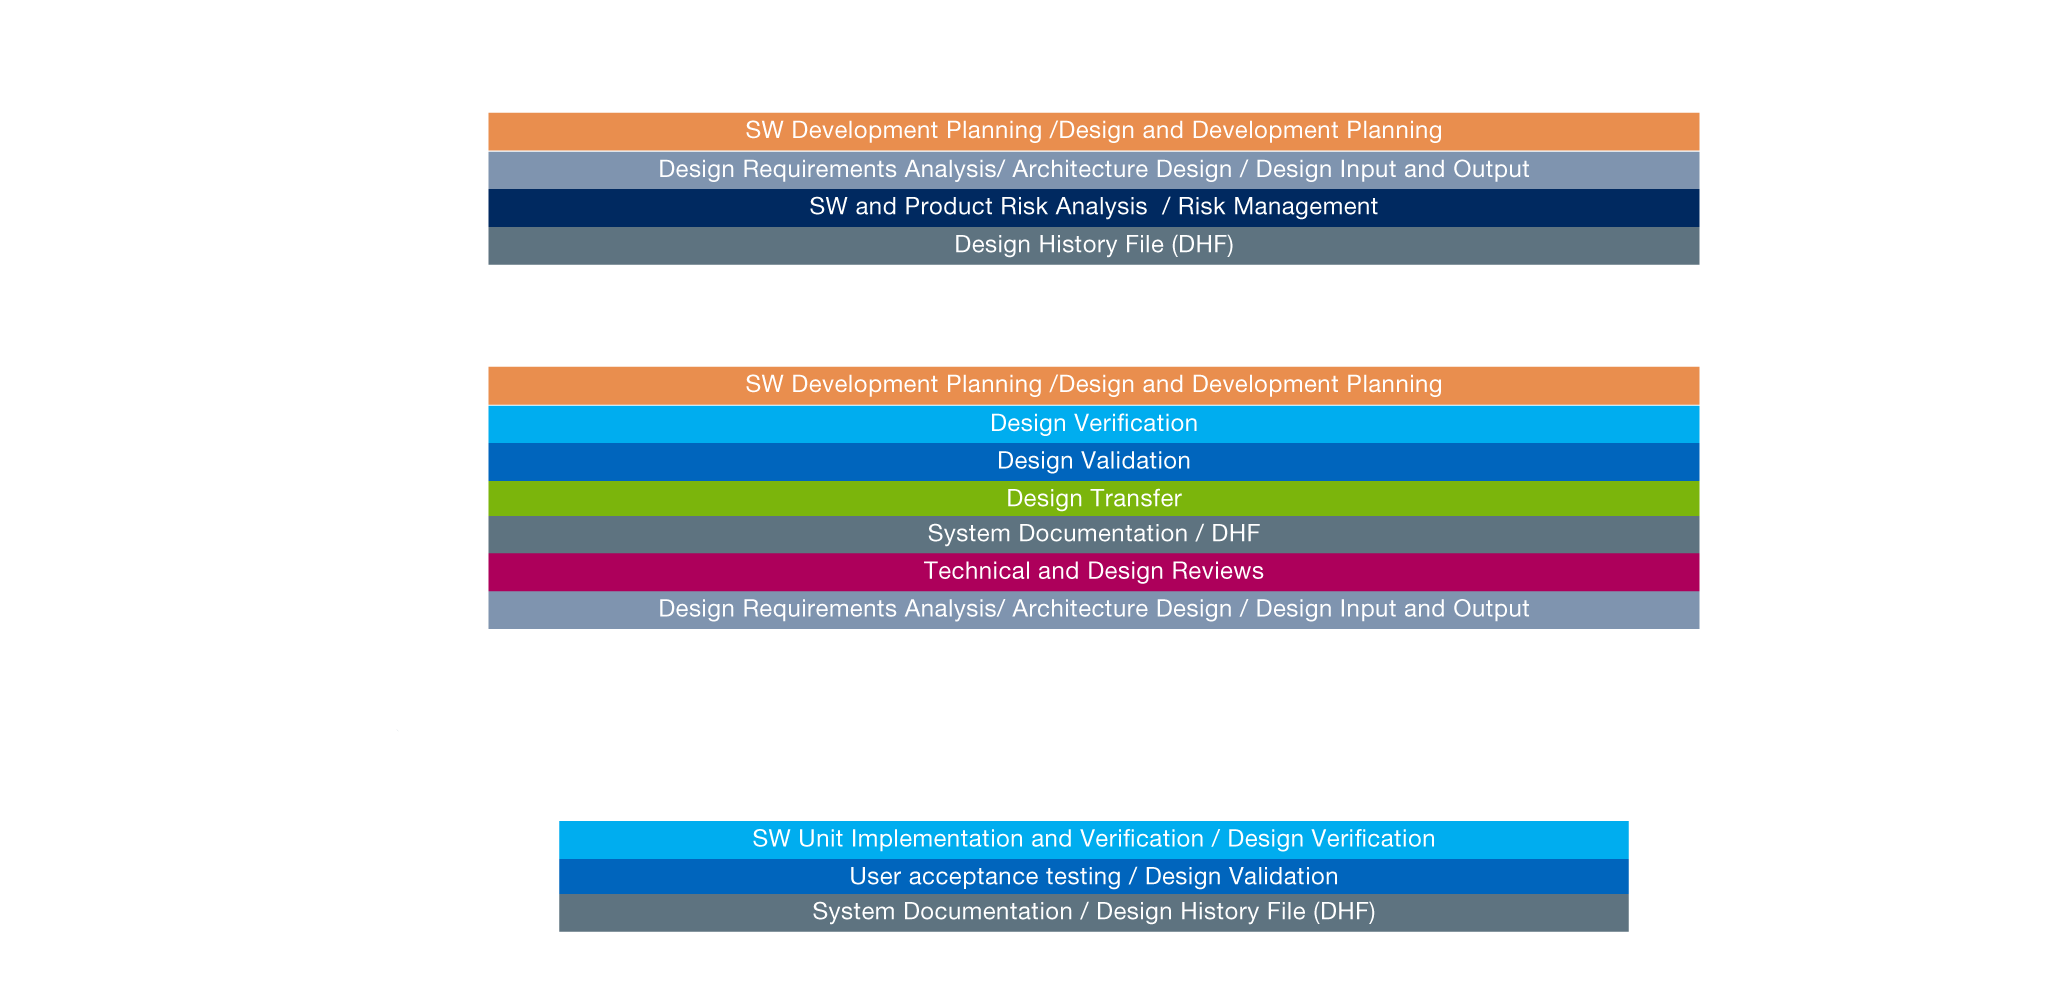 SW Development Planning /Design and Development Planning
Design Requirements Analysis/ Architecture Design / Design Input and Output
SW and Product Risk Analysis  / Risk Management
Design History File (DHF)
SW Development Planning /Design and Development Planning
Design Verification
Design Validation
Design Transfer
System Documentation / DHF
Technical and Design Reviews
Design Requirements Analysis/ Architecture Design / Design Input and Output
SW Unit Implementation and Verification / Design Verification
User acceptance testing / Design Validation
System Documentation / Design History File (DHF)